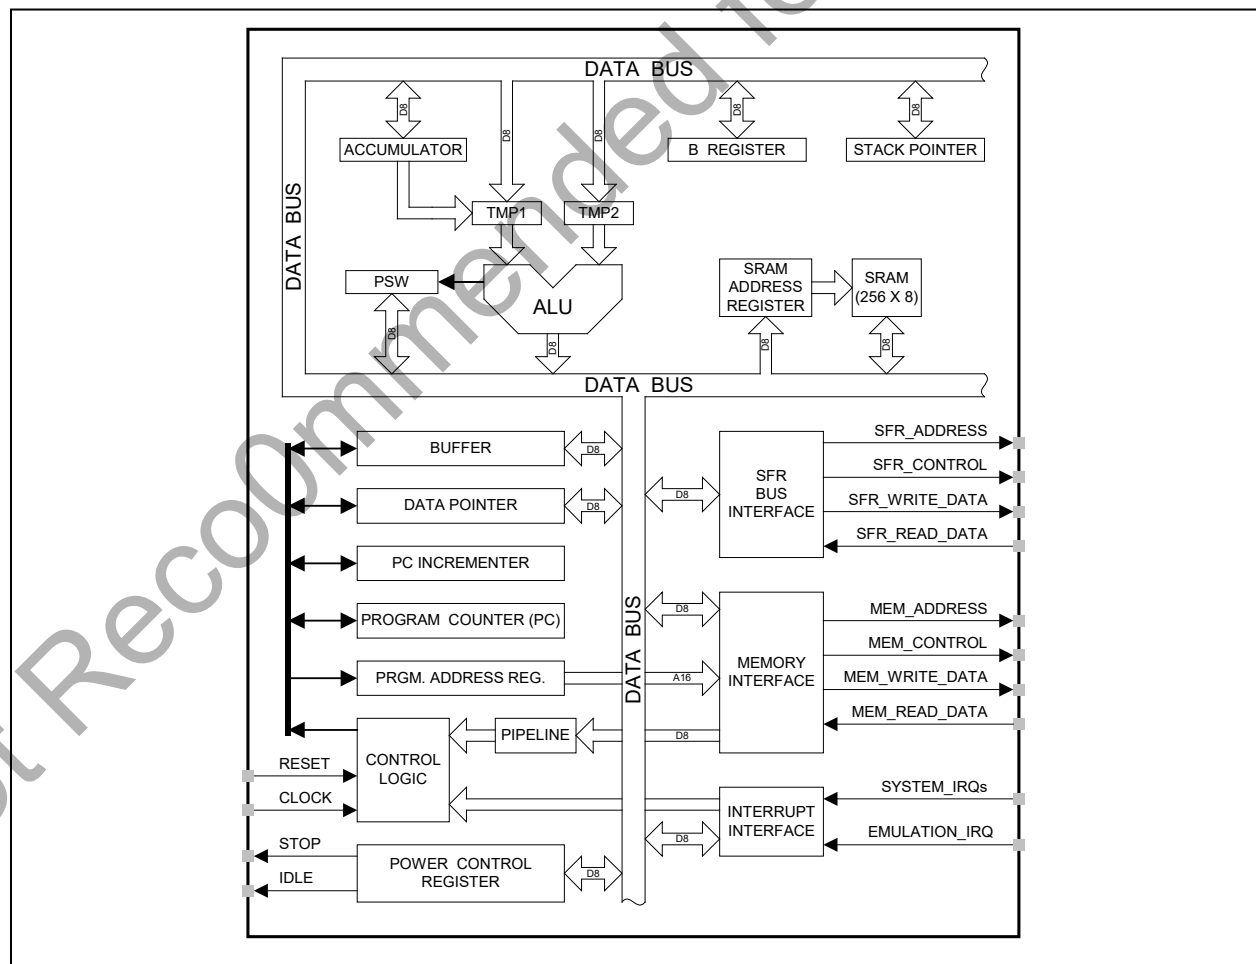 DATA BUS
D8
D8
D8
D8
D8
ACCUMULATOR
B REGISTER
STACK POINTER
DATA BUS
TMP1
TMP2
PSW
ALU
SRAM
ADDRESS
REGISTER
SRAM
(256 X 8)
D8
D8
D8
D8
DATA BUS
BUFFER
D8
DATA POINTER
D8
PC INCREMENTER
PROGRAM COUNTER (PC)
PRGM. ADDRESS REG.
A16
DATA BUS
D8
SFR
BUS
INTERFACE
SFR_ADDRESS
SFR_CONTROL
SFR_WRITE_DATA
SFR_READ_DATA
D8
MEMORY
INTERFACE
MEM_ADDRESS
MEM_CONTROL
MEM_WRITE_DATA
MEM_READ_DATA
PIPELINE
D8
CONTROL
LOGIC
RESET
CLOCK
INTERRUPT
INTERFACE
SYSTEM_IRQs
EMULATION_IRQ
D8
STOP
IDLE
POWER CONTROL
REGISTER
D8
Reco0mmended